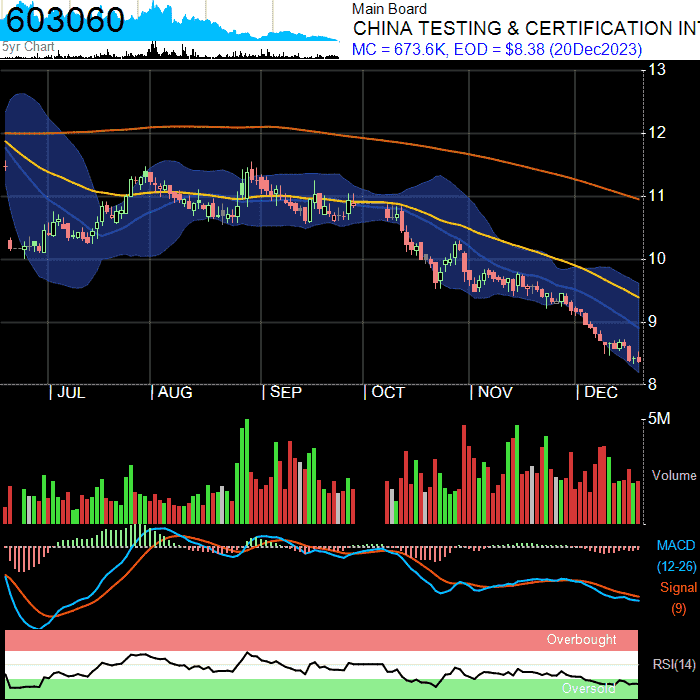 603060
5yr Chart
Main Board
CHINA TESTING & CERTIFICATION INT
MC = 673.6K, EOD = $8.38 (20Dec2023)
13
12
11
10
9
8
| JUL | AUG | SEP | OCT | NOV | DEC
5M
Volume
MACD
(12-26)
Signal
(9)
Overbought
RSI(14)
Oversold